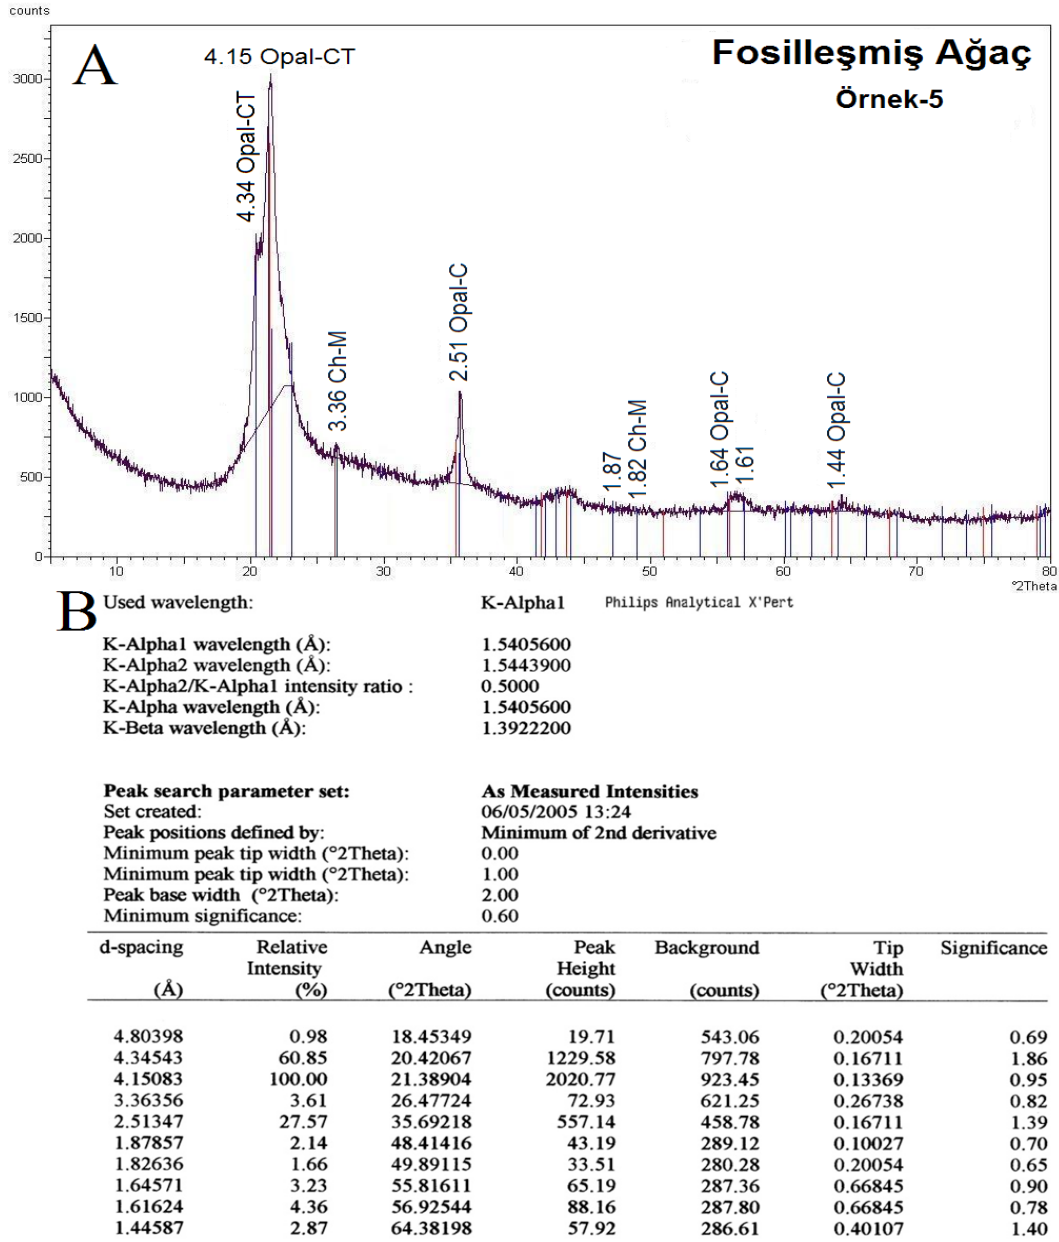 counts
A
4.15 Opal-CT
Fosilleşmiş Ağaç
Örnek-5
4.34 Opal-CT
3.36 Ch-M
2.51 Opal-C
1.87
1.82 Ch-M
1.64 Opal-C
1.61
1.44 Opal-C
3000
2500
2000
1500
1000
500
0
10 20 30 40 50 60 70 80
°2Theta
B
Used wavelength: K-Alpha1 Philips Analytical X'Pert
K-Alpha1 wavelength (Å): 1.5405600
K-Alpha2 wavelength (Å): 1.5443900
K-Alpha2/K-Alpha1 intensity ratio : 0.5000
K-Alpha wavelength (Å): 1.5405600
K-Beta wavelength (Å): 1.3922200
Peak search parameter set: As Measured Intensities
Set created: 06/05/2005 13:24
Peak positions defined by: Minimum of 2nd derivative
Minimum peak tip width (°2Theta): 0.00
Minimum peak tip width (°2Theta): 1.00
Peak base width (°2Theta): 2.00
Minimum significance: 0.60
d-spacing Relative Angle Peak Background Tip Significance
Intensity Height Width
(Å) (%) (°2Theta) (counts) (counts) (°2Theta)
4.80398 0.98 18.45349 19.71 543.06 0.20054 0.69
4.34543 60.85 20.42067 1229.58 797.78 0.16711 1.86
4.15083 100.00 21.38904 2020.77 923.45 0.13369 0.95
3.36356 3.61 26.47724 72.93 621.25 0.26738 0.82
2.51347 27.57 35.69218 557.14 458.78 0.16711 1.39
1.87857 2.14 48.41416 43.19 289.12 0.10027 0.70
1.82636 1.66 49.89115 33.51 280.28 0.20054 0.65
1.64571 3.23 55.81611 65.19 287.36 0.66845 0.90
1.61624 4.36 56.92544 88.16 287.80 0.66845 0.78
1.44587 2.87 64.38198 57.92 286.61 0.40107 1.40